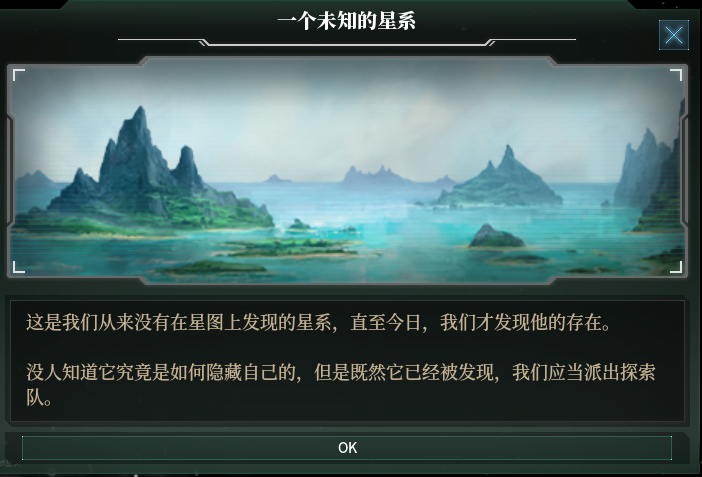 一个未知的星系
这是我们从来没有在星图上发现的星系，直至今日，我们才发现他的存在。
没人知道它究竟是如何隐藏自己的，但是既然它已经被发现，我们应当派出探索
队。
OK